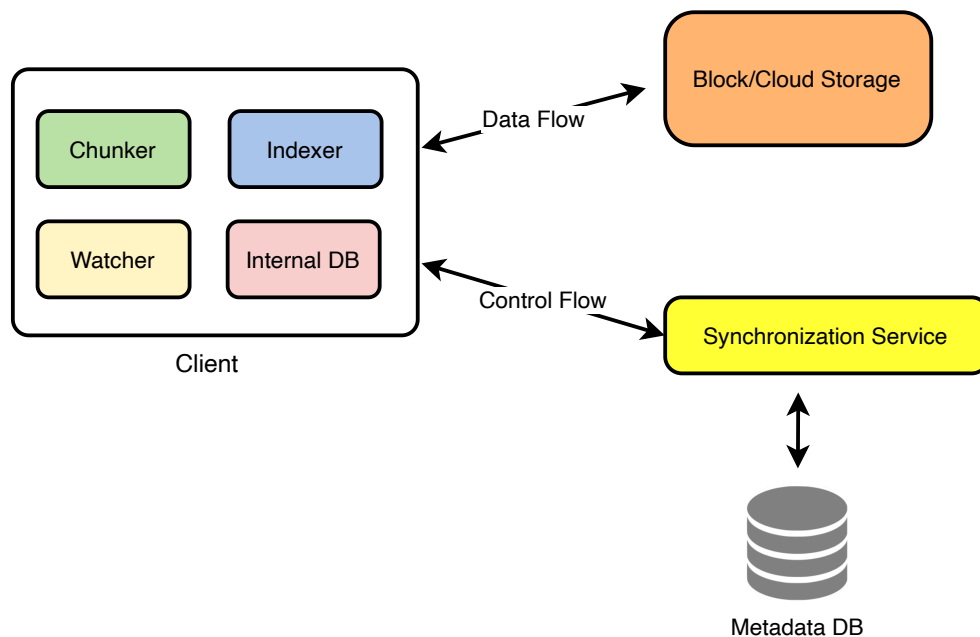 Block/Cloud Storage
Data Flow
Chunker
Indexer
Watcher
Internal DB
Control Flow
Client
Synchronization Service
Metadata DB